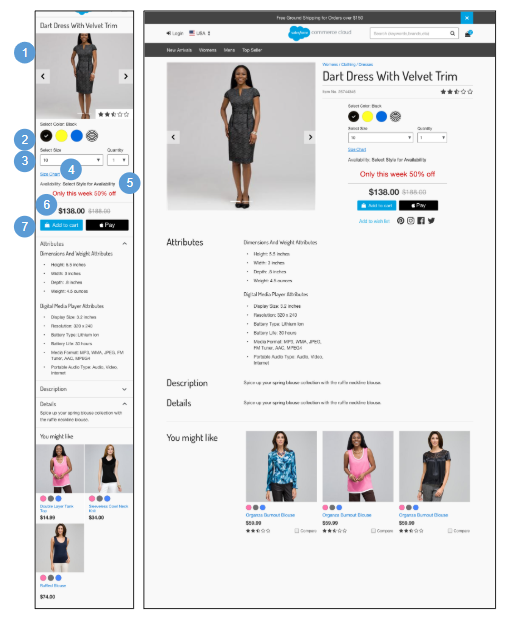 Dart Dress With Velvet Trim
1
Select Color: Black
2
Select Size
Quantity
3
10
1
4
Size Chart
Availability: Select Style for Availability
5
Only this week 50% off
6
$138.00 $188.00
7
Add to cart
Pay
Attributes
Dimensions And Weight Attributes
Height: 5.5 inches
Width: 3 inches
Depth: .8 inches
Weight: 4.5 ounces
Digital Media Player Attributes
Display Size: 3.2 inches
Resolution: 320 x 240
Battery Type: Lithium Ion
Battery Life: 30 hours
Media Format: MP3, WMA, JPEG,
FM Tuner, AAC, MPEG4
Portable Audio Type: Audio, Video,
Internet
Description
Details
Spice up your spring blouse collection with
the ruffle neckline blouse.
You might like
Double Layer Tank
Top
$14.99
Sleeveless Cowl Neck
$34.00
Ruffled Blouse
$74.00
Free Ground Shipping for Orders over $150
Login
USA $
salesforce commerce cloud
Search (keywords,brands,etc)
New Arrivals
Womens
Mens
Top Seller
Womens / Clothing / Dresses
Dart Dress With Velvet Trim
Item No.
Select Color: Black
Select Size
Quantity
10
1
Size Chart
Availability: Select Style for Availability
Only this week 50% off
$138.00 $188.00
Add to cart
Pay
Add to wish list
Attributes
Dimensions And Weight Attributes
Height: 5.5 inches
Width: 3 inches
Depth: .8 inches
Weight: 4.5 ounces
Digital Media Player Attributes
Display Size: 3.2 inches
Resolution: 320 x 240
Battery Type: Lithium Ion
Battery Life: 30 hours
Media Format: MP3, WMA, JPEG,
FM Tuner, AAC, MPEG4
Portable Audio Type: Audio, Video,
Internet
Description
Spice up your spring blouse collection with the ruffle neckline blouse.
Details
Spice up your spring blouse collection with the ruffle neckline blouse.
You might like
Organza Burnout Blouse
$59.99
Compare
Organza Burnout Blouse
$59.99
Compare
Organza Burnout Blouse
$59.99
Compare